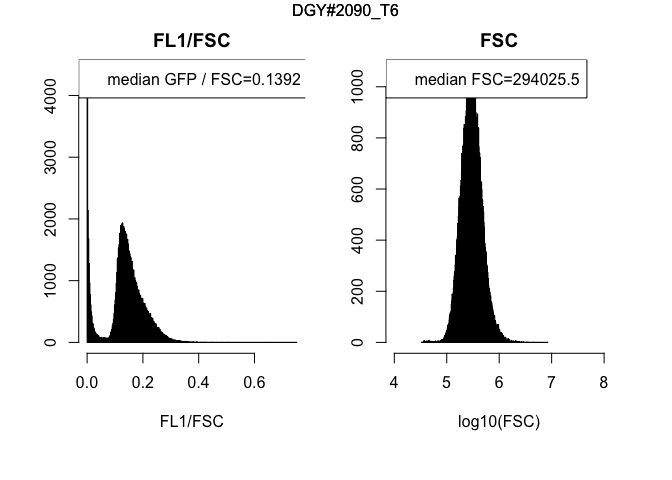 DGY#2090_T6
FL1/FSC
median GFP / FSC=0.1392
0
1000
2000
3000
4000
0.0 0.2 0.4 0.6
FL1/FSC
FSC
median FSC=294025.5
0
200
400
600
800
1000
4 5 6 7 8
log10(FSC)